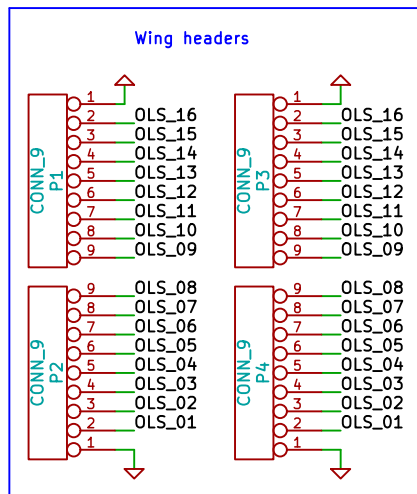 Wing headers
CONN_9
P1
1
2 OLS_16
3 OLS_15
4 OLS_14
5 OLS_13
6 OLS_12
7 OLS_11
8 OLS_10
9 OLS_09
CONN_9
P3
1
2 OLS_16
3 OLS_15
4 OLS_14
5 OLS_13
6 OLS_12
7 OLS_11
8 OLS_10
9 OLS_09
CONN_9
P2
9 OLS_08
8 OLS_07
7 OLS_06
6 OLS_05
5 OLS_04
4 OLS_03
3 OLS_02
2 OLS_01
1
CONN_9
P4
9 OLS_08
8 OLS_07
7 OLS_06
6 OLS_05
5 OLS_04
4 OLS_03
3 OLS_02
2 OLS_01
1